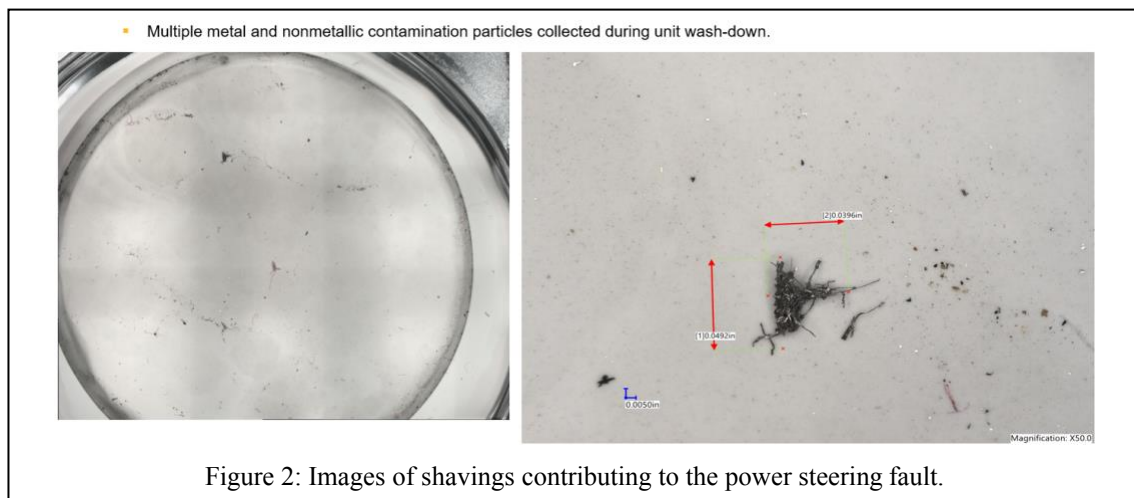 ▪ Multiple metal and nonmetallic contamination particles collected during unit wash-down.
[2]0.0396in
[1]0.0492in
0.0050in
Magnification: X50.0
Figure 2: Images of shavings contributing to the power steering fault.